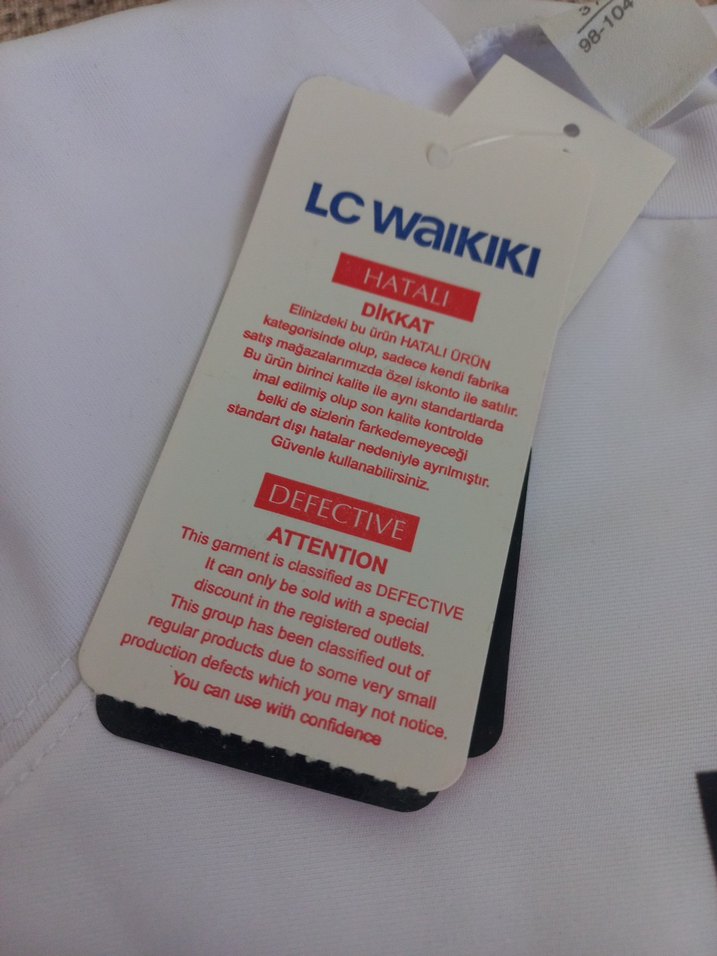 98-104
LC WAIKIKI
HATALI
DİKKAT
Elinizdeki bu ürün HATALI ÜRÜN
kategorisinde olup, sadece kendi fabrika
satış mağazalarımızda özel iskonto ile satılır.
Bu ürün birinci kalite ile aynı standartlarda
imal edilmiş olup son kalite kontrolde
belki de sizlerin farkedemeyeceği
standart dışı hatalar nedeniyle ayrılmıştır.
Güvenle kullanabilirsiniz.
DEFECTIVE
ATTENTION
This garment is classified as DEFECTIVE
It can only be sold with a special
discount in the registered outlets.
This group has been classified out of
regular products due to some very small
production defects which you may not notice.
You can use with confidence